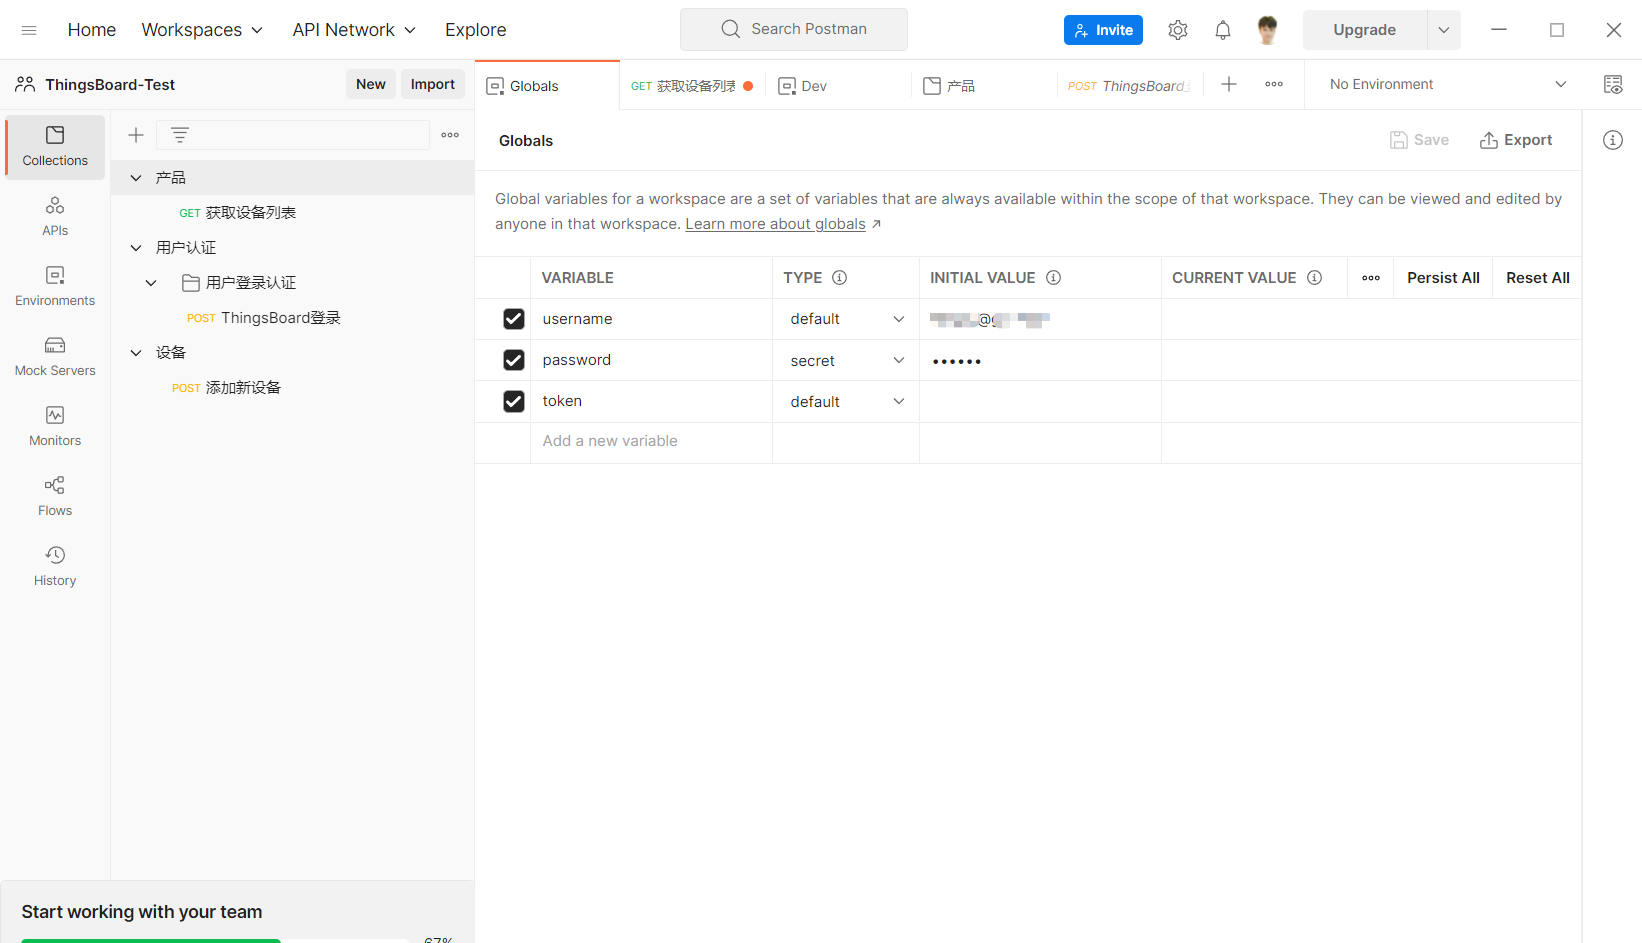 Home Workspaces API Network Explore Search Postman Invite Upgrade
ThingsBoard-Test New Import
Globals GET 获取设备列表 Dev 产品 POST ThingsBoard No Environment
Collections
APIs
Environments
Mock Servers
Monitors
Flows
History
产品
GET 获取设备列表
用户认证
用户登录认证
POST ThingsBoard登录
设备
POST 添加新设备
Start working with your team
67%
Globals Save Export
Global variables for a workspace are a set of variables that are always available within the scope of that workspace. They can be viewed and edited by
anyone in that workspace. Learn more about globals ↗
VARIABLE TYPE INITIAL VALUE CURRENT VALUE Persist All Reset All
username default @
password secret ••••••
token default
Add a new variable